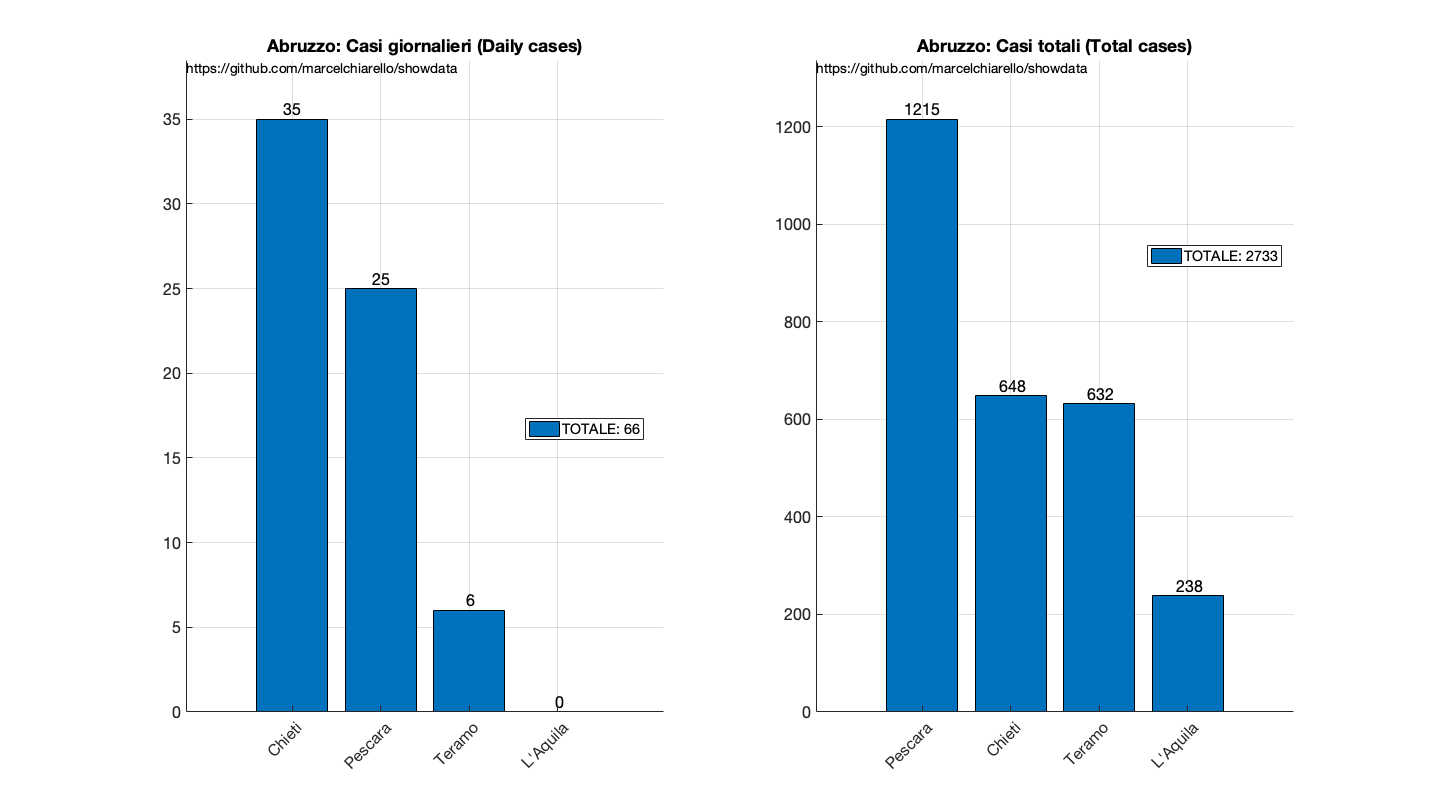 Abruzzo: Casi giornalieri (Daily cases)
https://github.com/marcelchiarello/showdata
35
30
25
20
15
10
5
0
35
25
6
0
TOTALE: 66
Chieti
Pescara
Teramo
L'Aquila
Abruzzo: Casi totali (Total cases)
https://github.com/marcelchiarello/showdata
1200
1000
800
600
400
200
0
1215
648
632
238
TOTALE: 2733
Pescara
Chieti
Teramo
L'Aquila